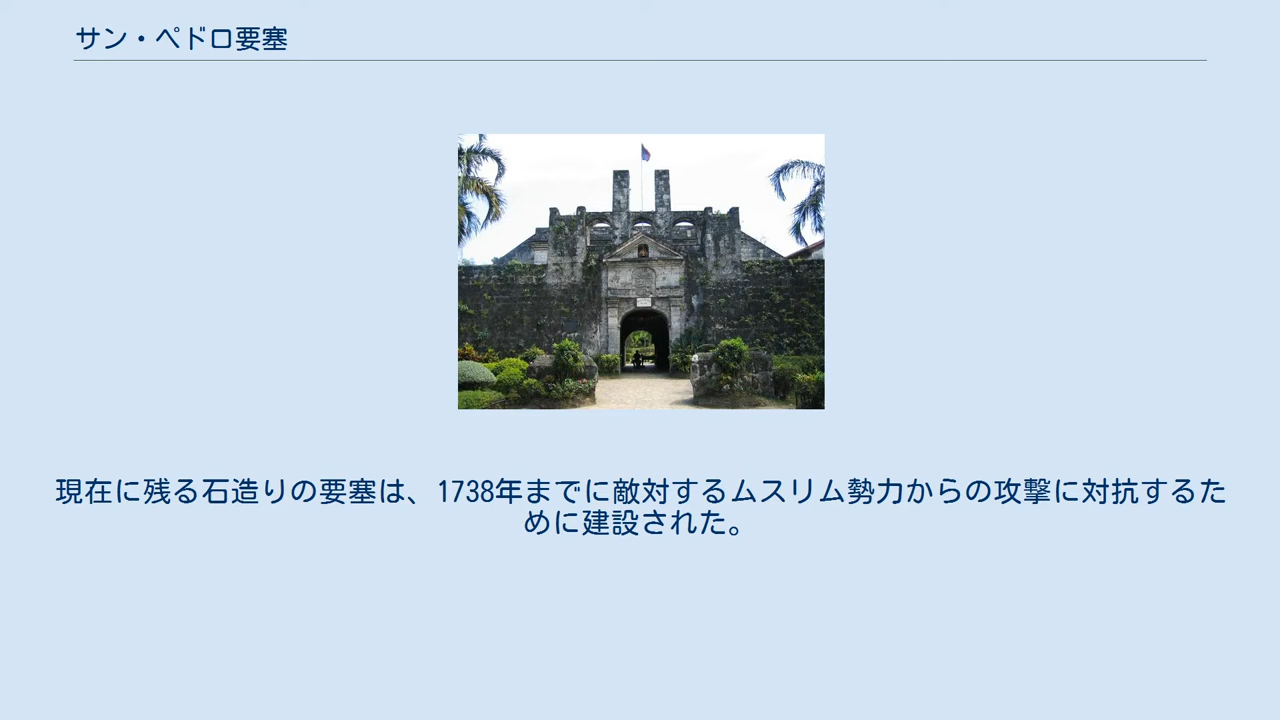 サン・ペドロ要塞
現在に残る石造りの要塞は、1738年までに敵対するムスリム勢力からの攻撃に対抗するた
めに建設された。